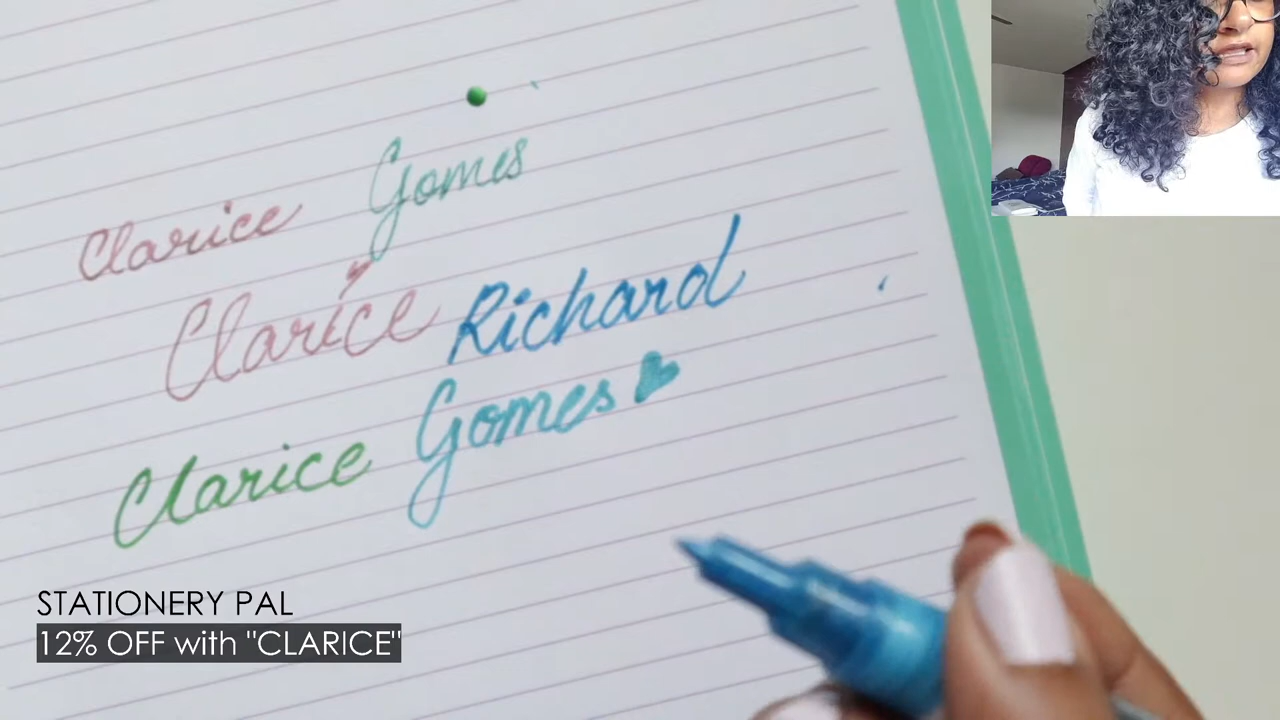 Clarice Gomes
Clarice Richard
Clarice Gomes
STATIONERY PAL
12% OFF with "CLARICE"